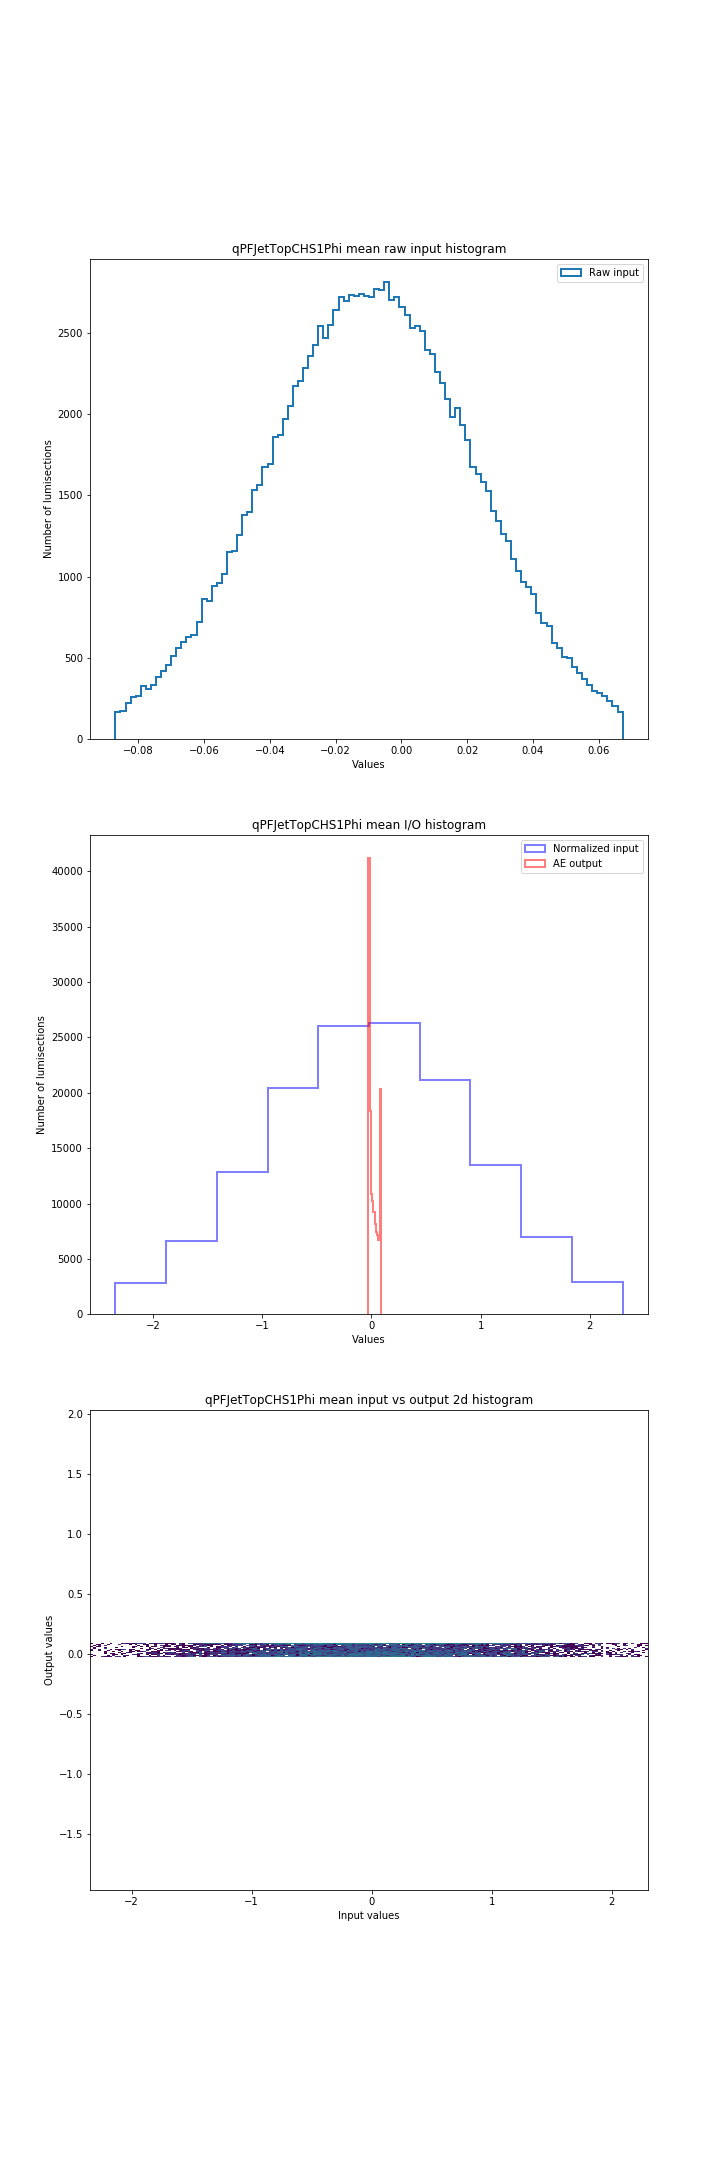 qPFJetTopCHS1Phi mean raw input histogram
Raw input
2500
2000
1500
1000
500
0
Number of lumisections
−0.08 −0.06 −0.04 −0.02 0.00 0.02 0.04 0.06
Values
qPFJetTopCHS1Phi mean I/O histogram
Normalized input
AE output
40000
35000
30000
25000
20000
15000
10000
5000
0
Number of lumisections
−2 −1 0 1 2
Values
qPFJetTopCHS1Phi mean input vs output 2d histogram
2.0
1.5
1.0
0.5
0.0
−0.5
−1.0
−1.5
Output values
−2 −1 0 1 2
Input values